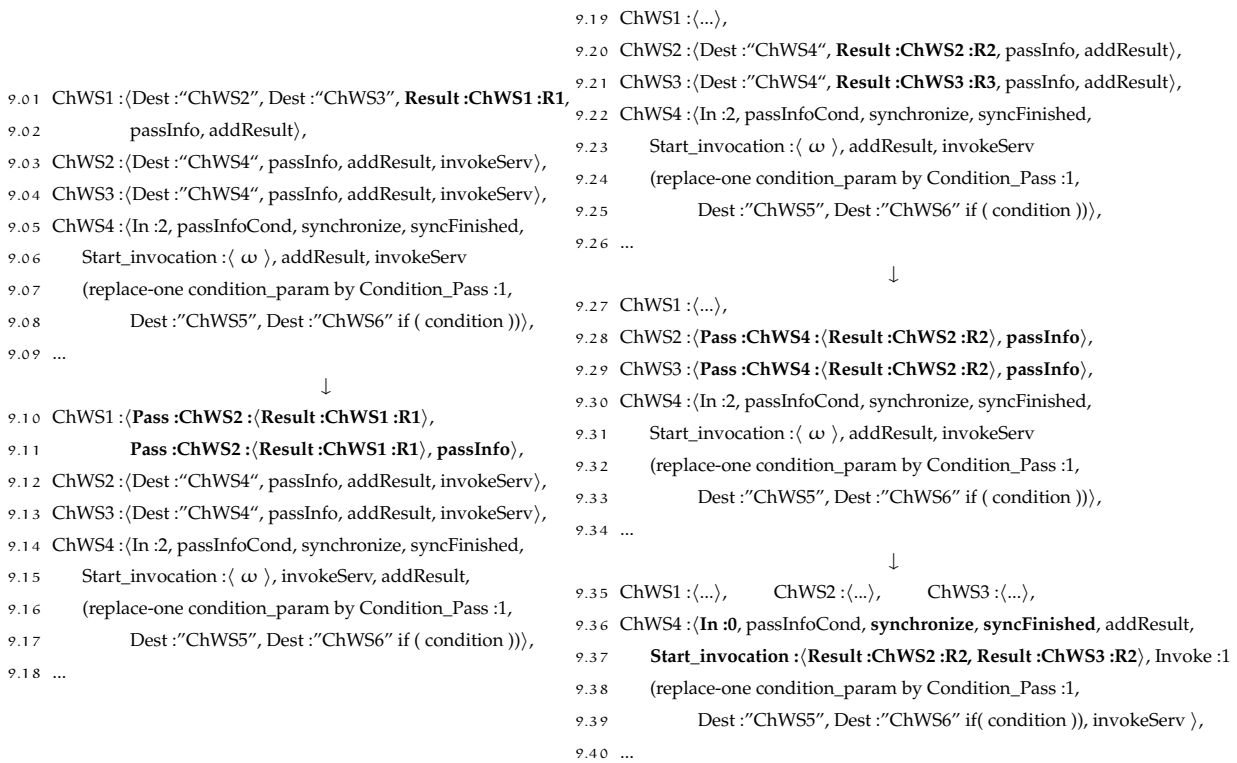 9.01 ChWS1 :⟨Dest :“ChWS2”, Dest :“ChWS3”, Result :ChWS1 :R1,
9.02 passInfo, addResult⟩,
9.03 ChWS2 :⟨Dest :“ChWS4“, passInfo, addResult, invokeServ⟩,
9.04 ChWS3 :⟨Dest :“ChWS4“, passInfo, addResult, invokeServ⟩,
9.05 ChWS4 :⟨In :2, passInfoCond, synchronize, syncFinished,
9.06 Start_invocation :⟨ ω ⟩, addResult, invokeServ
9.07 (replace-one condition_param by Condition_Pass :1,
9.08 Dest :”ChWS5”, Dest :”ChWS6” if ( condition ))⟩,
9.09 ...
↓
9.10 ChWS1 :⟨Pass :ChWS2 :⟨Result :ChWS1 :R1⟩,
9.11 Pass :ChWS2 :⟨Result :ChWS1 :R1⟩, passInfo⟩,
9.12 ChWS2 :⟨Dest :”ChWS4“, passInfo, addResult, invokeServ⟩,
9.13 ChWS3 :⟨Dest :”ChWS4“, passInfo, addResult, invokeServ⟩,
9.14 ChWS4 :⟨In :2, passInfoCond, synchronize, syncFinished,
9.15 Start_invocation :⟨ ω ⟩, invokeServ, addResult,
9.16 (replace-one condition_param by Condition_Pass :1,
9.17 Dest :”ChWS5”, Dest :”ChWS6” if ( condition ))⟩,
9.18 ...
9.19 ChWS1 :⟨...⟩,
9.20 ChWS2 :⟨Dest :”ChWS4“, Result :ChWS2 :R2, passInfo, addResult⟩,
9.21 ChWS3 :⟨Dest :”ChWS4“, Result :ChWS3 :R3, passInfo, addResult⟩,
9.22 ChWS4 :⟨In :2, passInfoCond, synchronize, syncFinished,
9.23 Start_invocation :⟨ ω ⟩, addResult, invokeServ
9.24 (replace-one condition_param by Condition_Pass :1,
9.25 Dest :”ChWS5”, Dest :”ChWS6” if ( condition ))⟩,
9.26 ...
↓
9.27 ChWS1 :⟨...⟩,
9.28 ChWS2 :⟨Pass :ChWS4 :⟨Result :ChWS2 :R2⟩, passInfo⟩,
9.29 ChWS3 :⟨Pass :ChWS4 :⟨Result :ChWS2 :R2⟩, passInfo⟩,
9.30 ChWS4 :⟨In :2, passInfoCond, synchronize, syncFinished,
9.31 Start_invocation :⟨ ω ⟩, addResult, invokeServ
9.32 (replace-one condition_param by Condition_Pass :1,
9.33 Dest :”ChWS5”, Dest :”ChWS6” if ( condition ))⟩,
9.34 ...
↓
9.35 ChWS1 :⟨...⟩, ChWS2 :⟨...⟩, ChWS3 :⟨...⟩,
9.36 ChWS4 :⟨In :0, passInfoCond, synchronize, syncFinished, addResult,
9.37 Start_invocation :⟨Result :ChWS2 :R2, Result :ChWS3 :R2⟩, Invoke :1
9.38 (replace-one condition_param by Condition_Pass :1,
9.39 Dest :”ChWS5”, Dest :”ChWS6” if( condition )), invokeServ ⟩,
9.40 ...